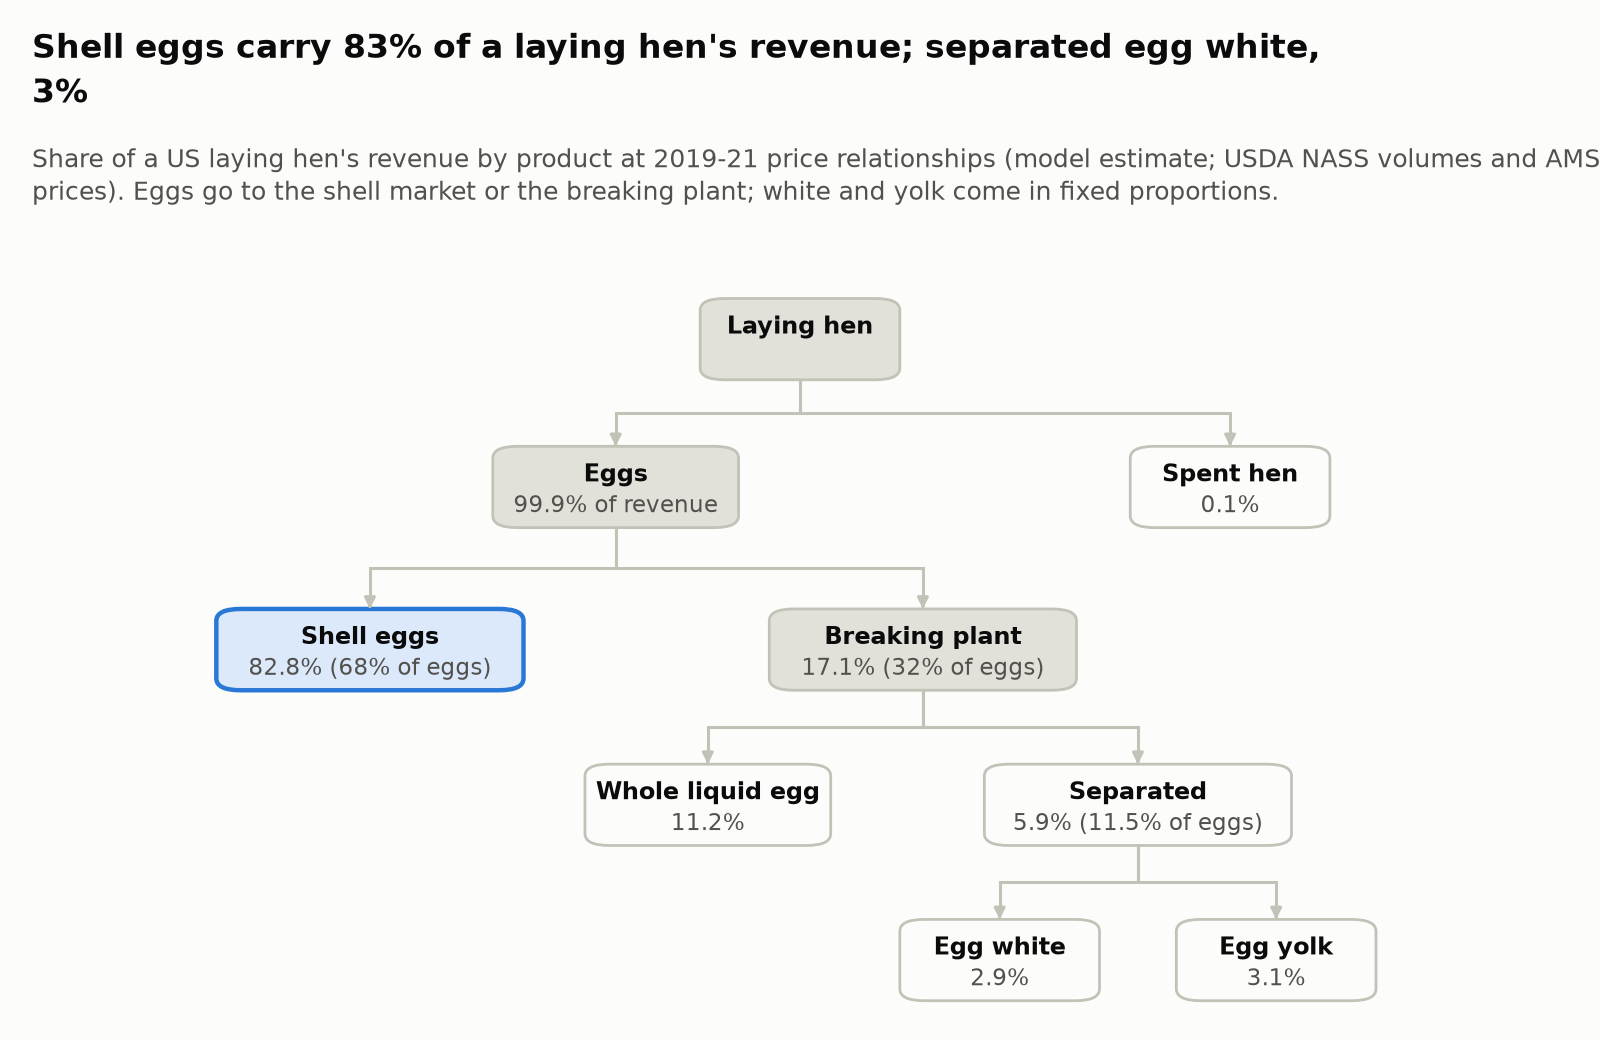 Shell eggs carry 83% of a laying hen's revenue; separated egg white,
3%
Share of a US laying hen's revenue by product at 2019-21 price relationships (model estimate; USDA NASS volumes and AMS
prices). Eggs go to the shell market or the breaking plant; white and yolk come in fixed proportions.
Laying hen
Eggs
99.9% of revenue
Spent hen
0.1%
Shell eggs
82.8% (68% of eggs)
Breaking plant
17.1% (32% of eggs)
Whole liquid egg
11.2%
Separated
5.9% (11.5% of eggs)
Egg white
2.9%
Egg yolk
3.1%